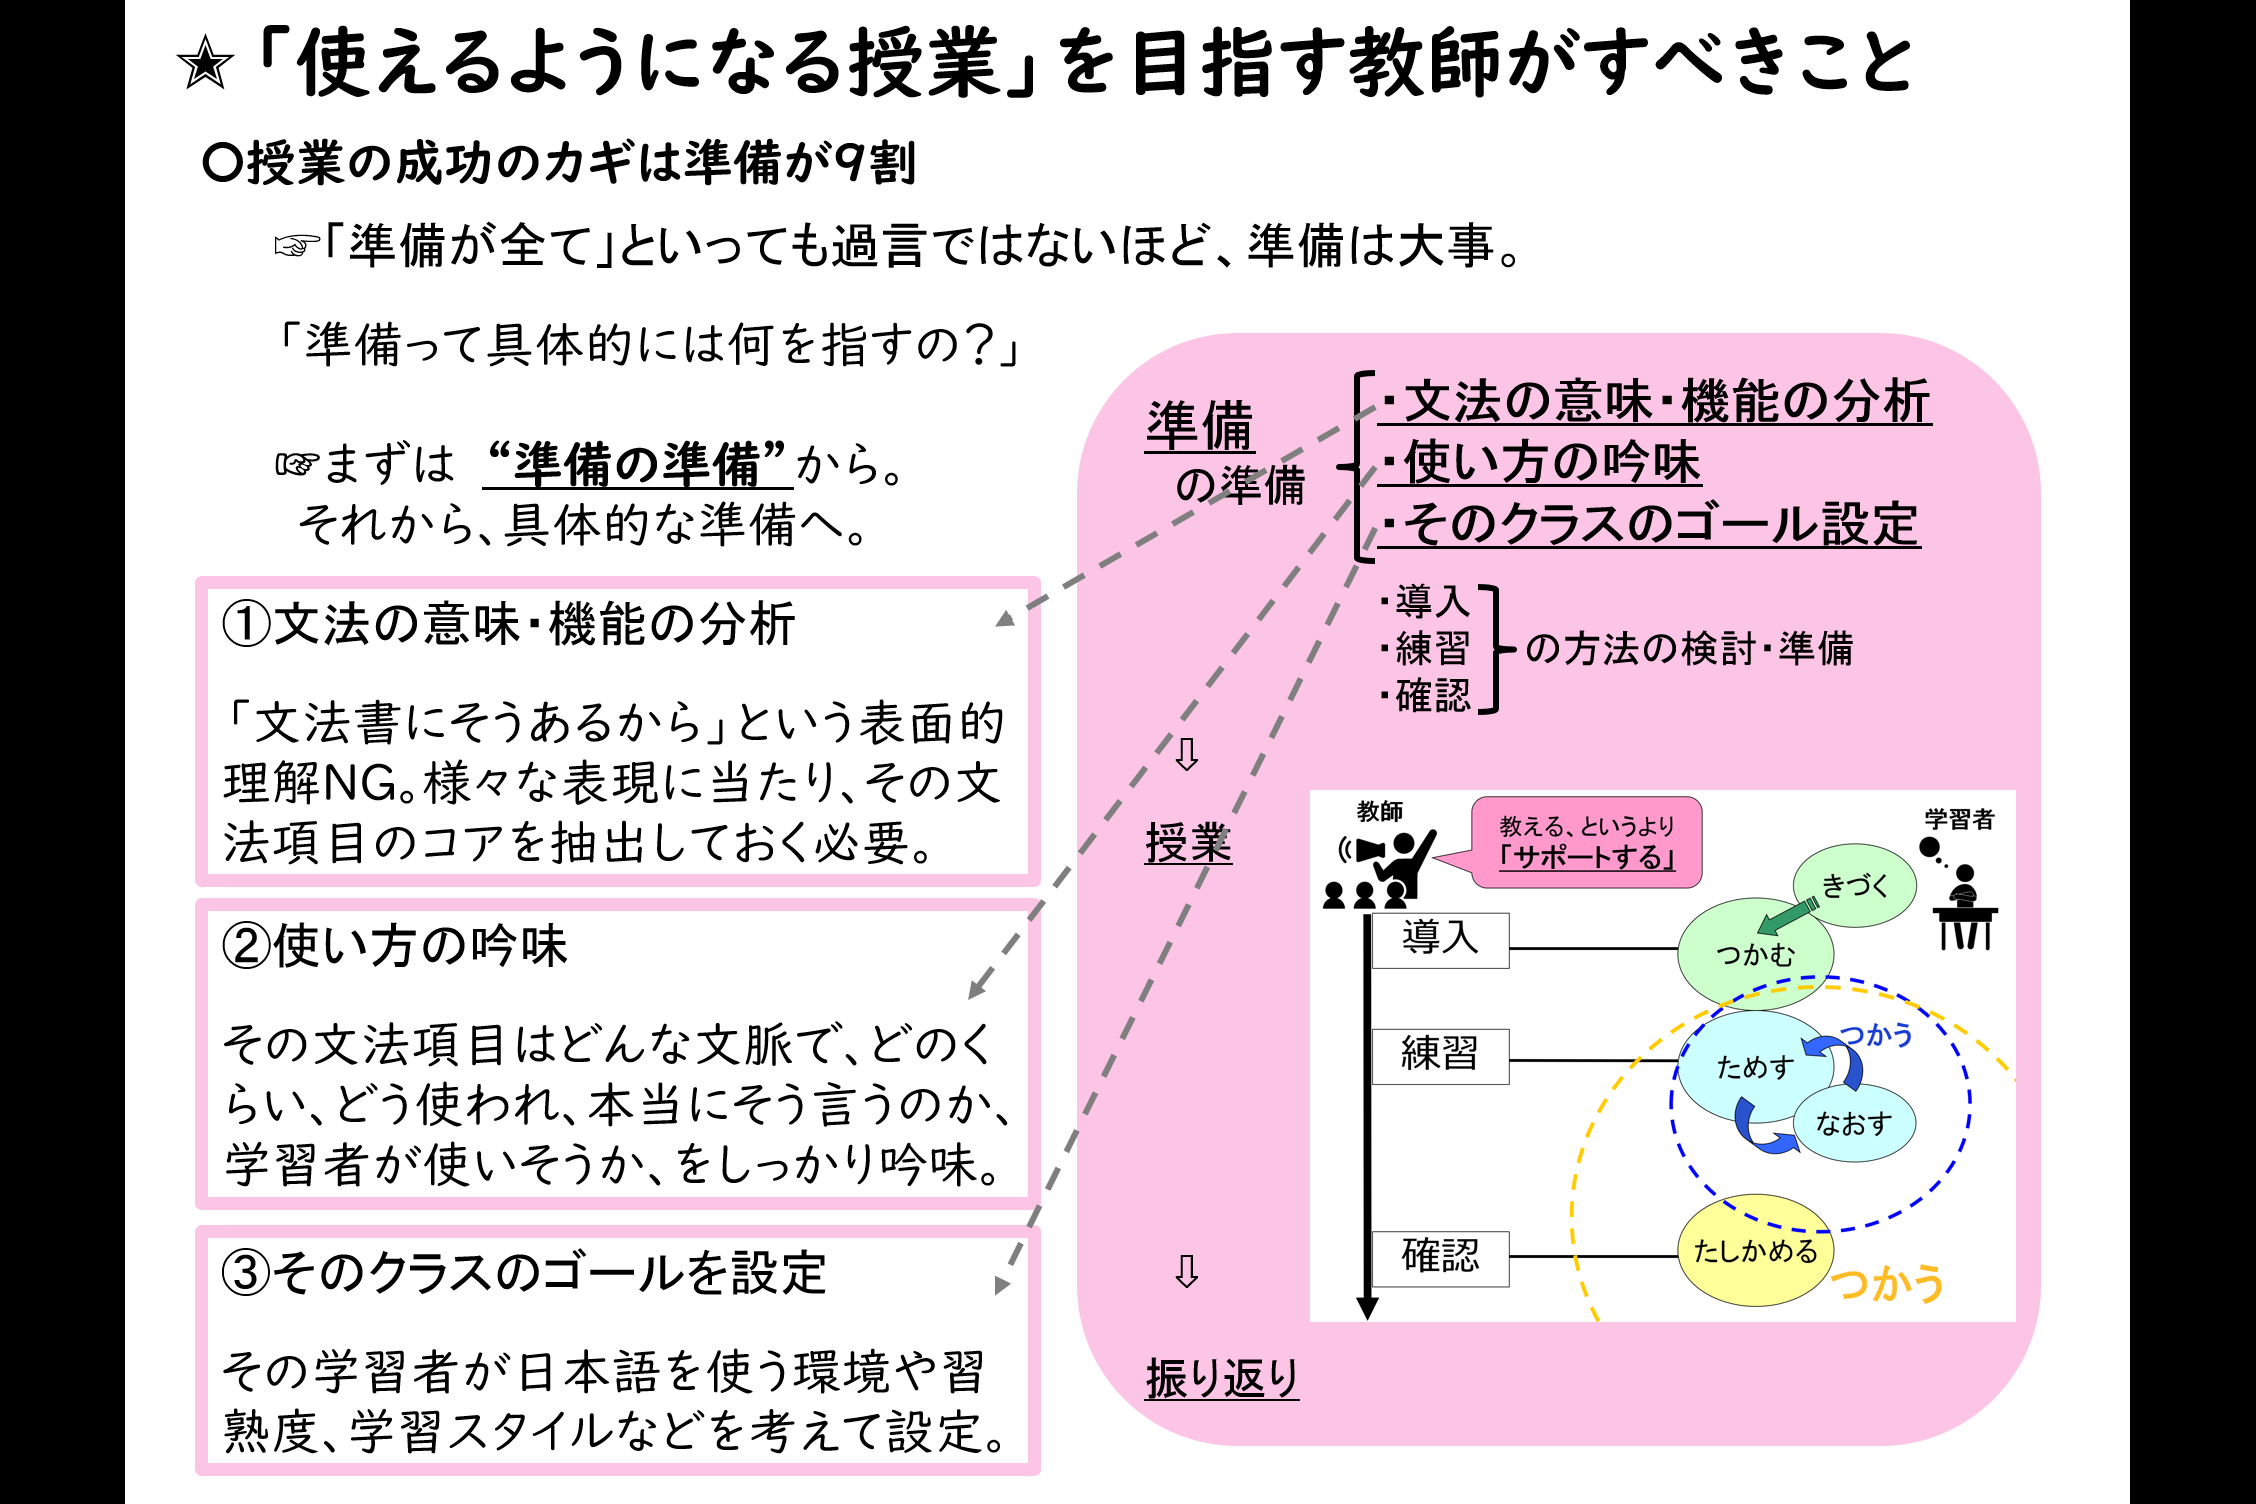 ✭「使えるようになる授業」を目指す教師がすべきこと
〇授業の成功のカギは準備が9割
☞「準備が全て」といっても過言ではないほど、準備は大事。
「準備って具体的には何を指すの？」
☞まずは “準備の準備”から。
それから、具体的な準備へ。
①文法の意味・機能の分析
「文法書にそうあるから」という表面的
理解NG。様々な表現に当たり、その文
法項目のコアを抽出しておく必要。
②使い方の吟味
その文法項目はどんな文脈で、どのく
らい、どう使われ、本当にそう言うのか、
学習者が使いそうか、をしっかり吟味。
③そのクラスのゴールを設定
その学習者が日本語を使う環境や習
熟度、学習スタイルなどを考えて設定。
準備
の準備
・文法の意味・機能の分析
・使い方の吟味
・そのクラスのゴール設定
・導入
・練習
・確認
の方法の検討・準備
⇩
授業
教師
教える、というより
「サポートする」
学習者
きづく
導入
つかむ
つかう
練習
ためす
なおす
確認
たしかめる
つかう
⇩
振り返り